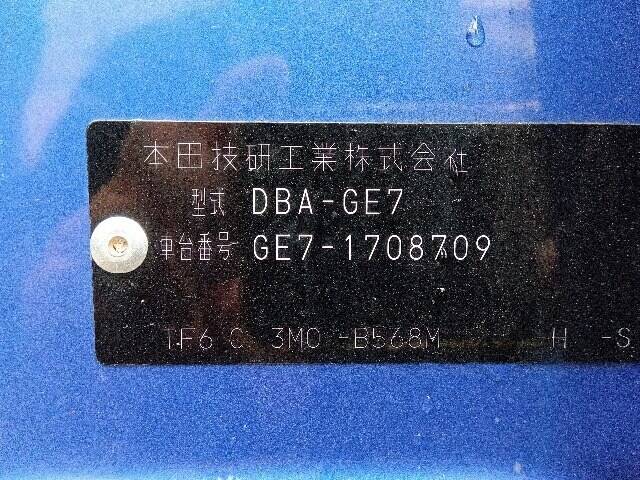 本田技研工業株式会社
型式 DBA-GE7
車台番号 GE7-1708709
TF6 C 3M0 -B568M H -S